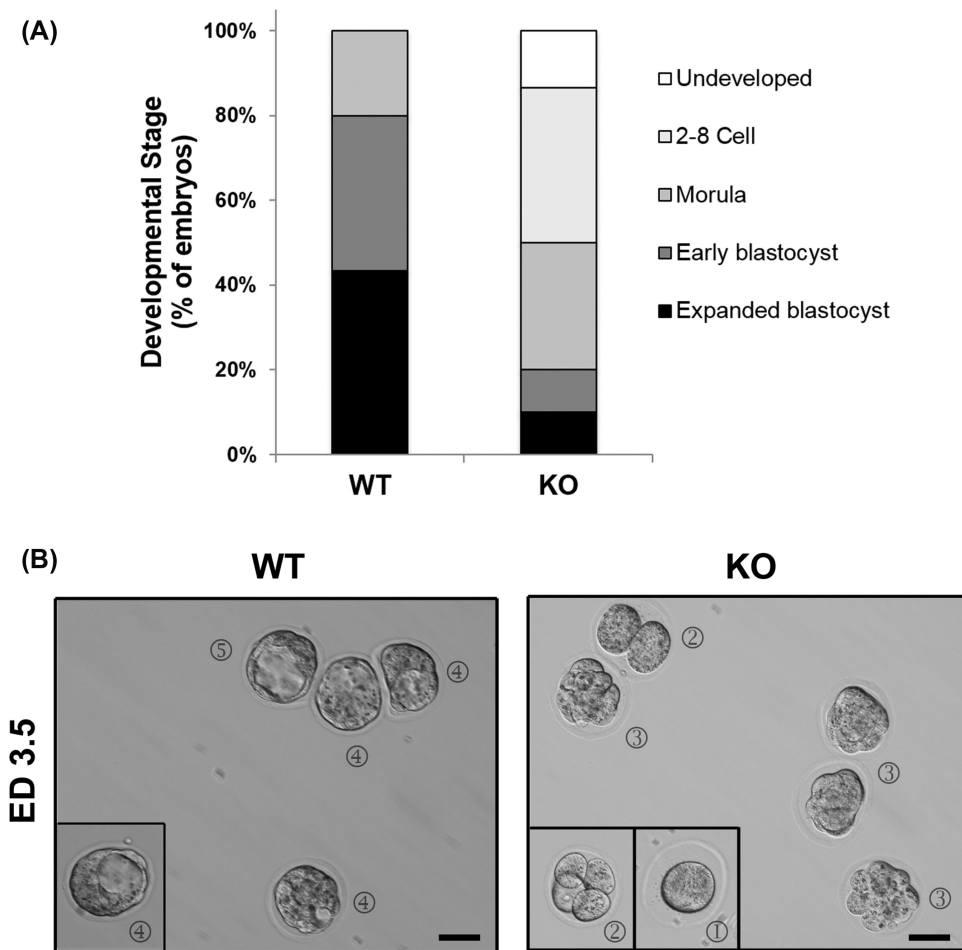 (A)
Developmental Stage
(% of embryos)
100%
80%
60%
40%
20%
0%
WT
KO
Undeveloped
2-8 Cell
Morula
Early blastocyst
Expanded blastocyst
(B)
WT
KO
ED 3.5
⑤
④
④
④
④
②
③
③
③
②
①